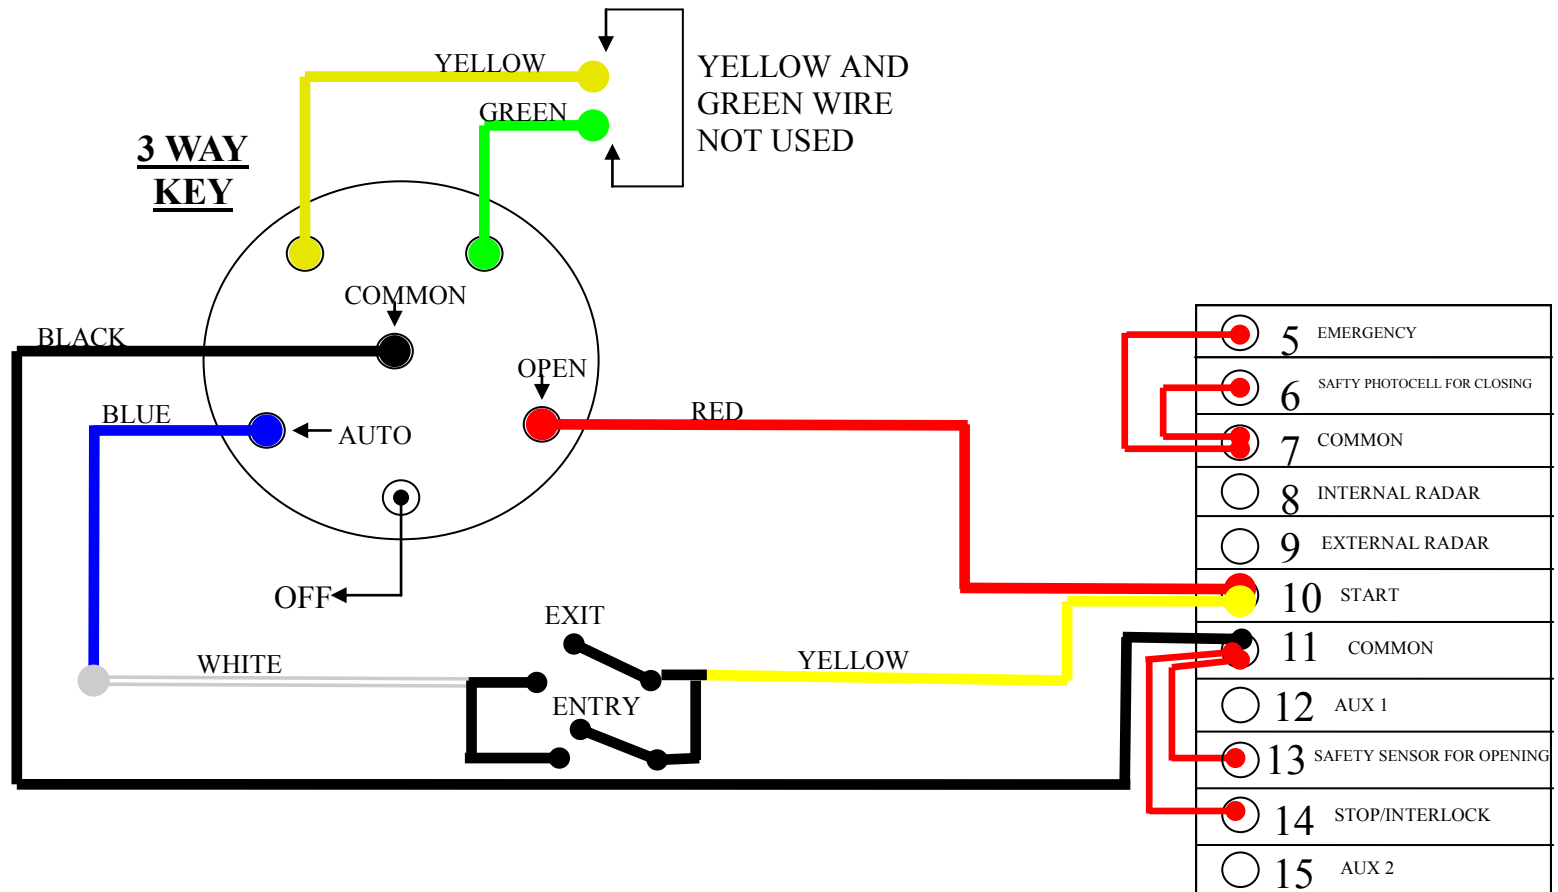 YELLOW
GREEN
YELLOW AND
GREEN WIRE
NOT USED
3 WAY
KEY
COMMON
BLACK
OPEN
BLUE
AUTO
RED
OFF
EXIT
WHITE
YELLOW
ENTRY
5 EMERGENCY
6 SAFTY PHOTOCELL FOR CLOSING
7 COMMON
8 INTERNAL RADAR
9 EXTERNAL RADAR
10 START
11 COMMON
12 AUX 1
13 SAFETY SENSOR FOR OPENING
14 STOP/INTERLOCK
15 AUX 2